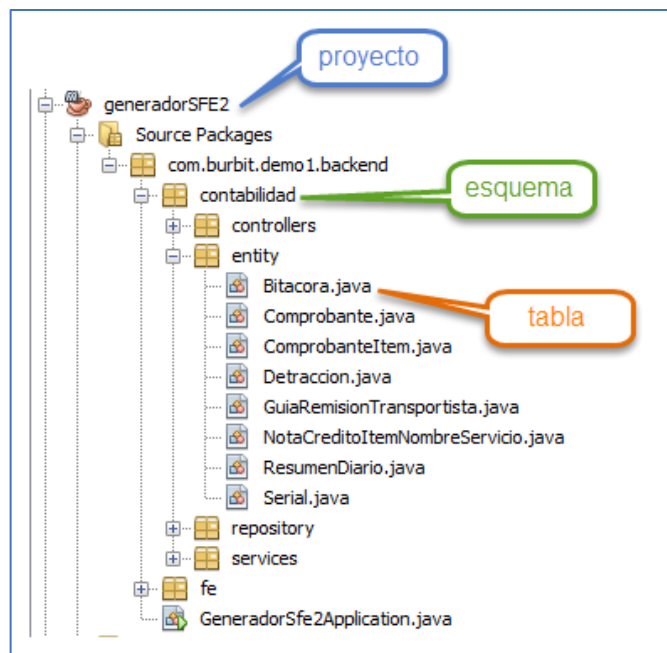 proyecto
generadorSFE2
Source Packages
com.burbit.demo1.backend
contabilidad
esquema
controllers
entity
Bitacora.java
tabla
Comprobante.java
ComprobanteItem.java
Detraccion.java
GuiaRemisionTransportista.java
NotaCreditoItemNombreServicio.java
ResumenDiario.java
Serial.java
repository
services
fe
GeneradorSfe2Application.java